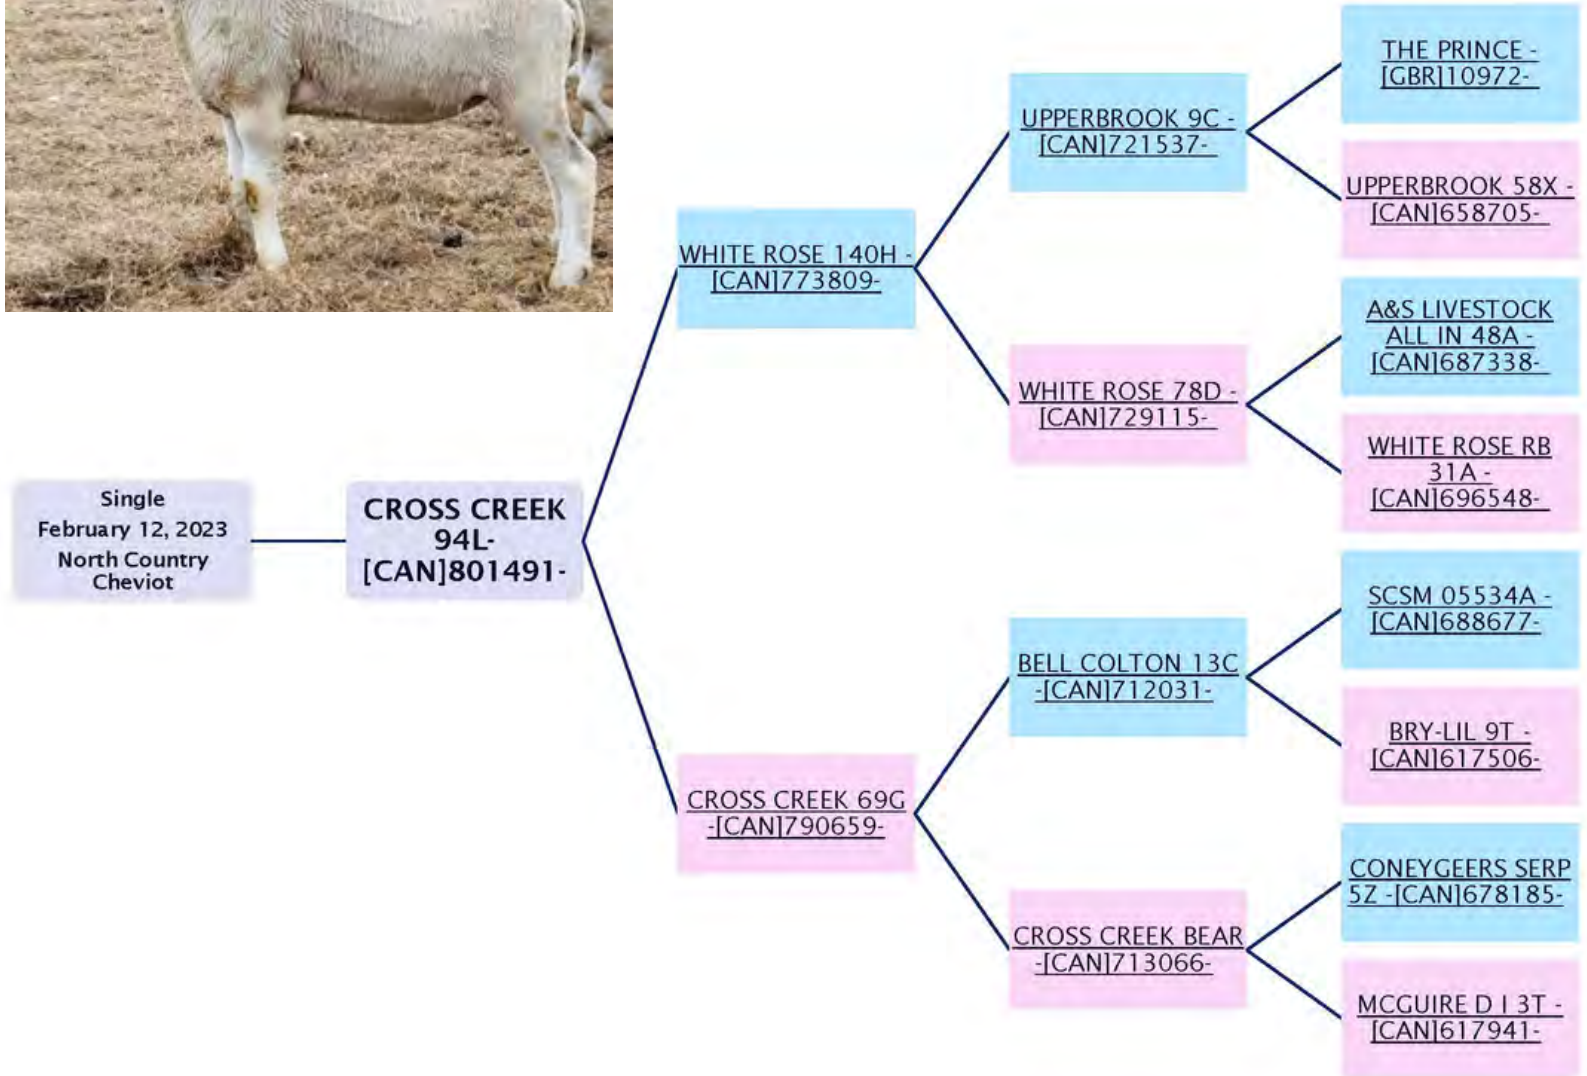 Single
February 12, 2023
North Country
Cheviot
CROSS CREEK
94L-
[CAN]801491-
WHITE ROSE 140H -
[CAN]773809-
CROSS CREEK 69G
-[CAN]790659-
UPPERBROOK 9C -
[CAN]721537-
WHITE ROSE 78D -
[CAN]729115-
BELL COLTON 13C
-[CAN]712031-
CROSS CREEK BEAR
-[CAN]713066-
THE PRINCE -
[GBR]10972-
UPPERBROOK 58X -
[CAN]658705-
A&S LIVESTOCK
ALL IN 48A -
[CAN]687338-
WHITE ROSE RB
31A -
[CAN]696548-
SCSM 05534A -
[CAN]688677-
BRY-LIL 9T -
[CAN]617506-
CONEYGEERS SERP
5Z -[CAN]678185-
MCGUIRE D I 3T -
[CAN]617941-